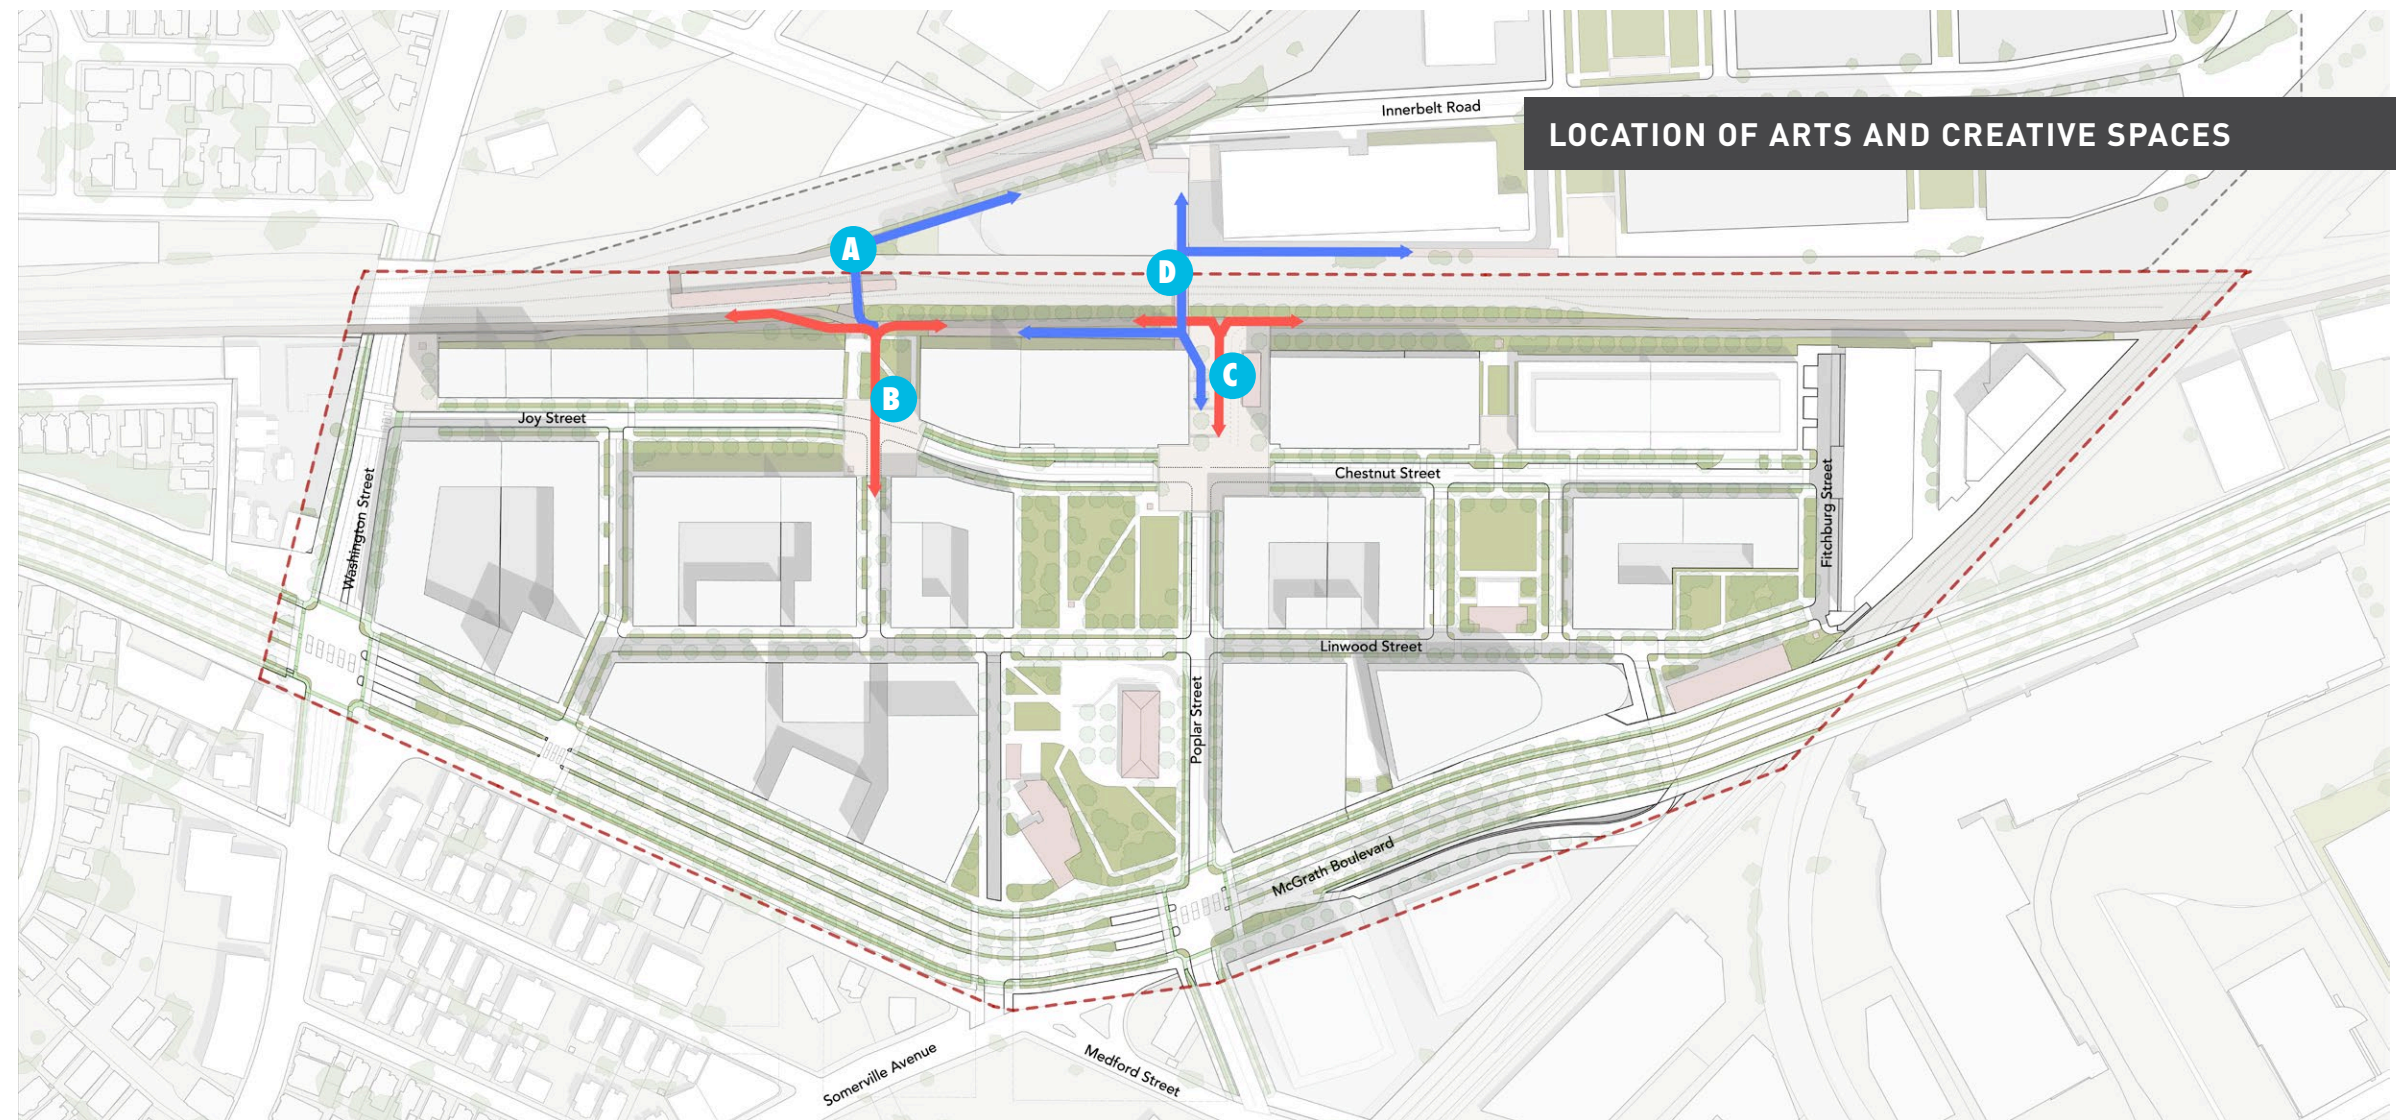 Innerbelt Road
LOCATION OF ARTS AND CREATIVE SPACES
A
D
C
B
Joy Street
Chestnut Street
Washington Street
Fitchburg Street
Linwood Street
Poplar Street
McGrath Boulevard
Somerville Avenue
Medford Street